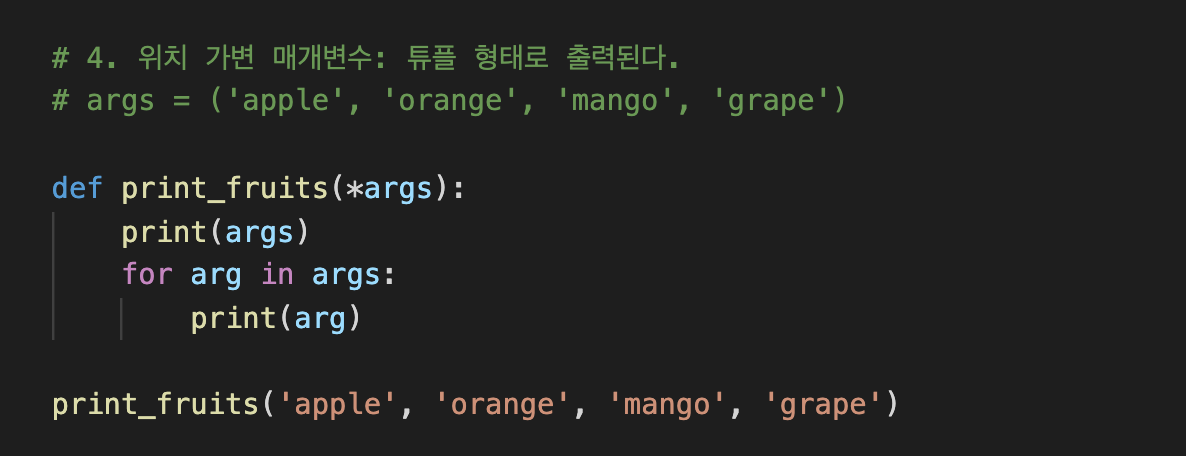 # 4. 위치 가변 매개변수: 튜플 형태로 출력된다.
# args = ('apple', 'orange', 'mango', 'grape')
def print_fruits(*args):
    print(args)
    for arg in args:
        print(arg)
print_fruits('apple', 'orange', 'mango', 'grape')